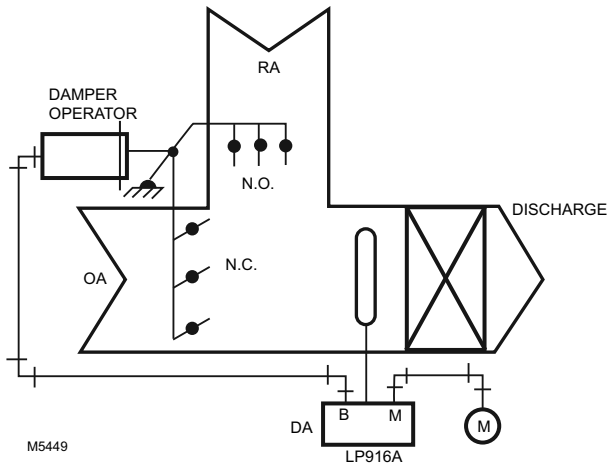 RA
DAMPER
OPERATOR
N.O.
DISCHARGE
OA
N.C.
B
M
M
DA
LP916A
M5449